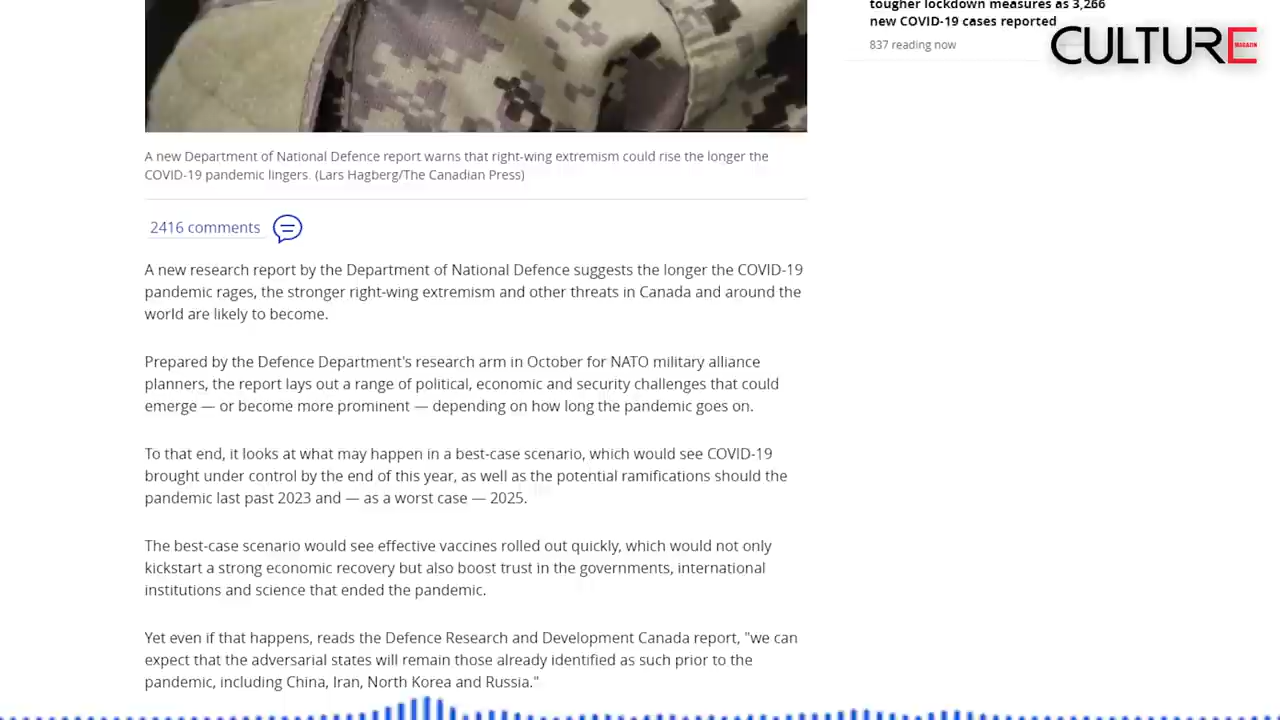 tougher lockdown measures as 3,266
new COVID-19 cases reported
837 reading now
CULTURE
MAGAZIN
A new Department of National Defence report warns that right-wing extremism could rise the longer the
COVID-19 pandemic lingers. (Lars Hagberg/The Canadian Press)
2416 comments
A new research report by the Department of National Defence suggests the longer the COVID-19
pandemic rages, the stronger right-wing extremism and other threats in Canada and around the
world are likely to become.
Prepared by the Defence Department's research arm in October for NATO military alliance
planners, the report lays out a range of political, economic and security challenges that could
emerge — or become more prominent — depending on how long the pandemic goes on.
To that end, it looks at what may happen in a best-case scenario, which would see COVID-19
brought under control by the end of this year, as well as the potential ramifications should the
pandemic last past 2023 and — as a worst case — 2025.
The best-case scenario would see effective vaccines rolled out quickly, which would not only
kickstart a strong economic recovery but also boost trust in the governments, international
institutions and science that ended the pandemic.
Yet even if that happens, reads the Defence Research and Development Canada report, "we can
expect that the adversarial states will remain those already identified as such prior to the
pandemic, including China, Iran, North Korea and Russia."